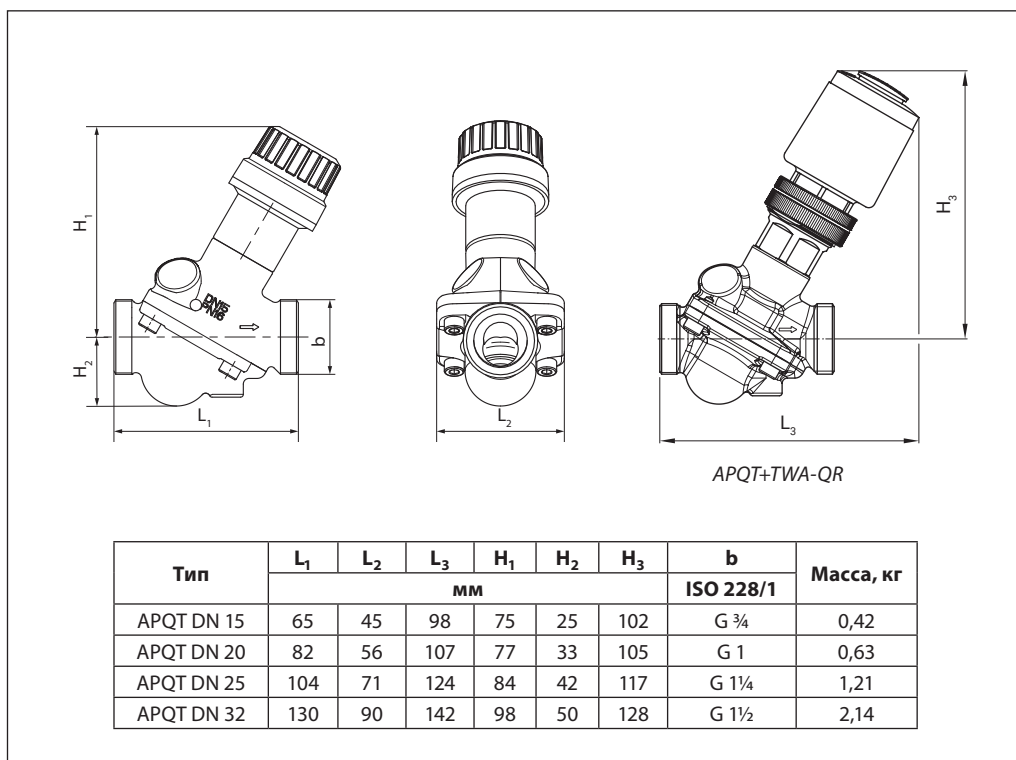 H₁
H₂
L₁
b
DN15
PN16
L₂
H₃
L₃
APQT+TWA-QR
Тип L₁ L₂ L₃ H₁ H₂ H₃ b Масса, кг
мм ISO 228/1
APQT DN 15 65 45 98 75 25 102 G ¾ 0,42
APQT DN 20 82 56 107 77 33 105 G 1 0,63
APQT DN 25 104 71 124 84 42 117 G 1¼ 1,21
APQT DN 32 130 90 142 98 50 128 G 1½ 2,14